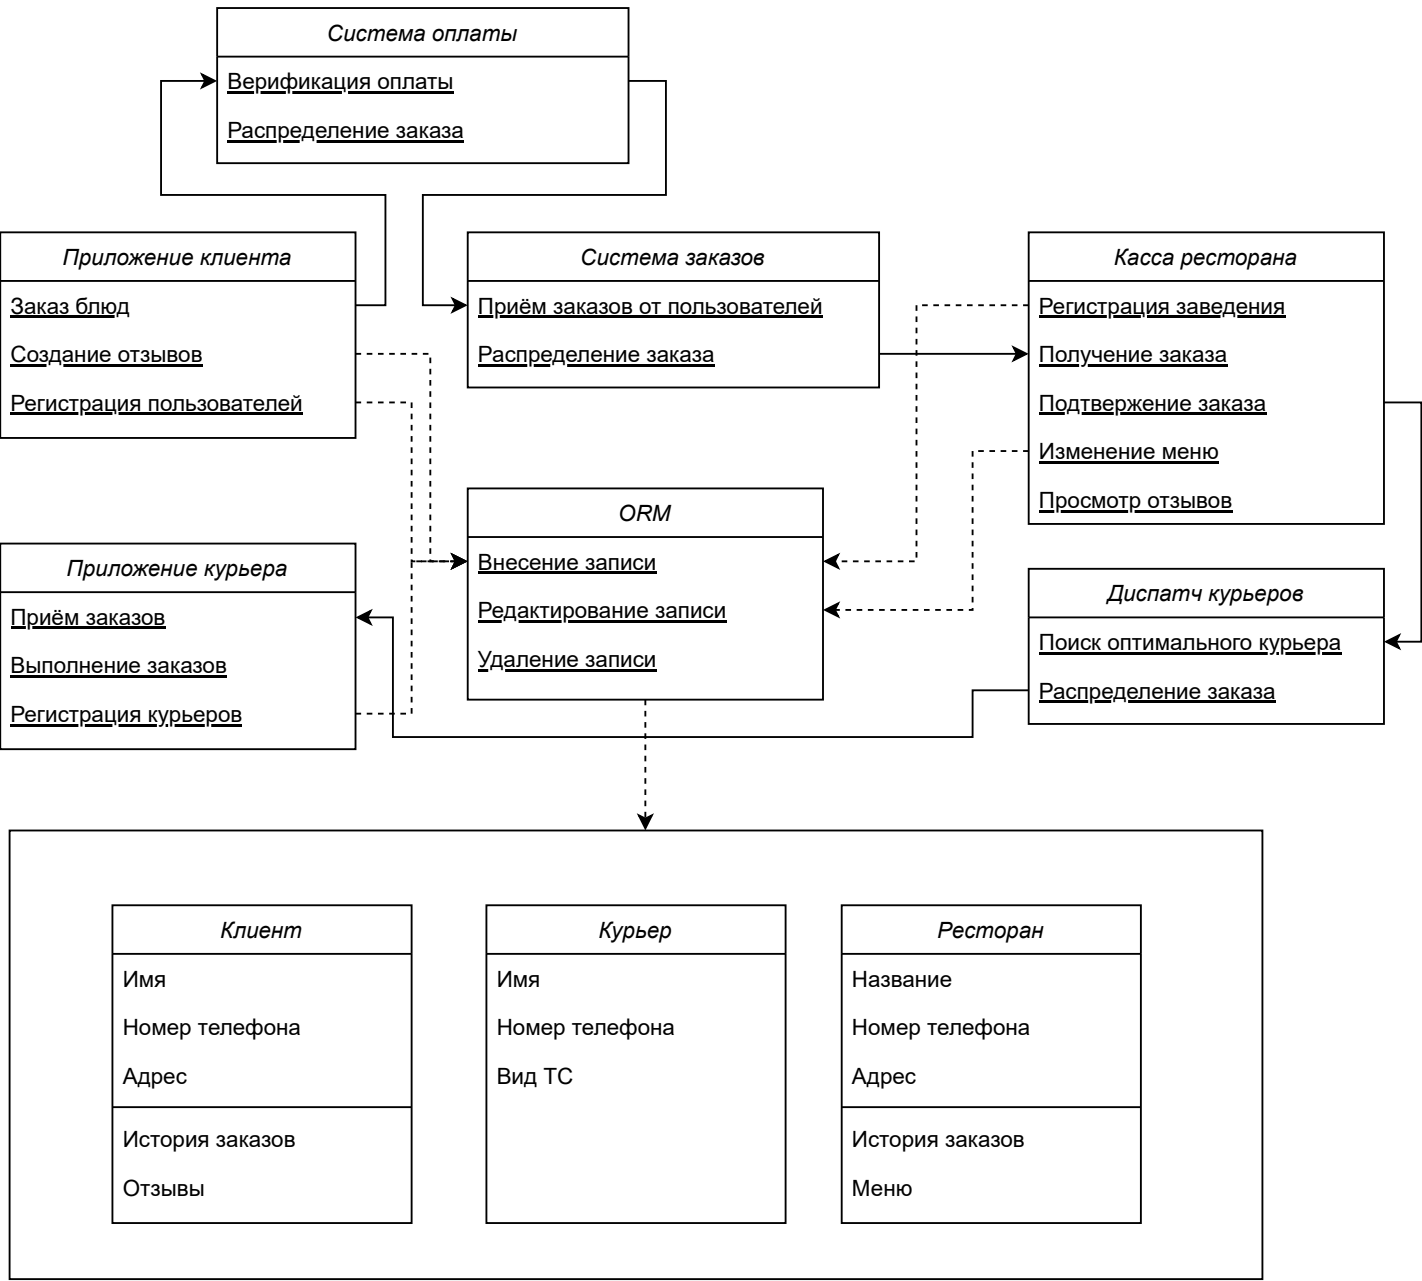 Система оплаты
Верификация оплаты
Распределение заказа
Приложение клиента
Заказ блюд
Создание отзывов
Регистрация пользователей
Система заказов
Приём заказов от пользователей
Распределение заказа
Касса ресторана
Регистрация заведения
Получение заказа
Подтвержение заказа
Изменение меню
Просмотр отзывов
ORM
Внесение записи
Редактирование записи
Удаление записи
Приложение курьера
Приём заказов
Выполнение заказов
Регистрация курьеров
Диспатч курьеров
Поиск оптимального курьера
Распределение заказа
Клиент
Имя
Номер телефона
Адрес
История заказов
Отзывы
Курьер
Имя
Номер телефона
Вид ТС
Ресторан
Название
Номер телефона
Адрес
История заказов
Меню